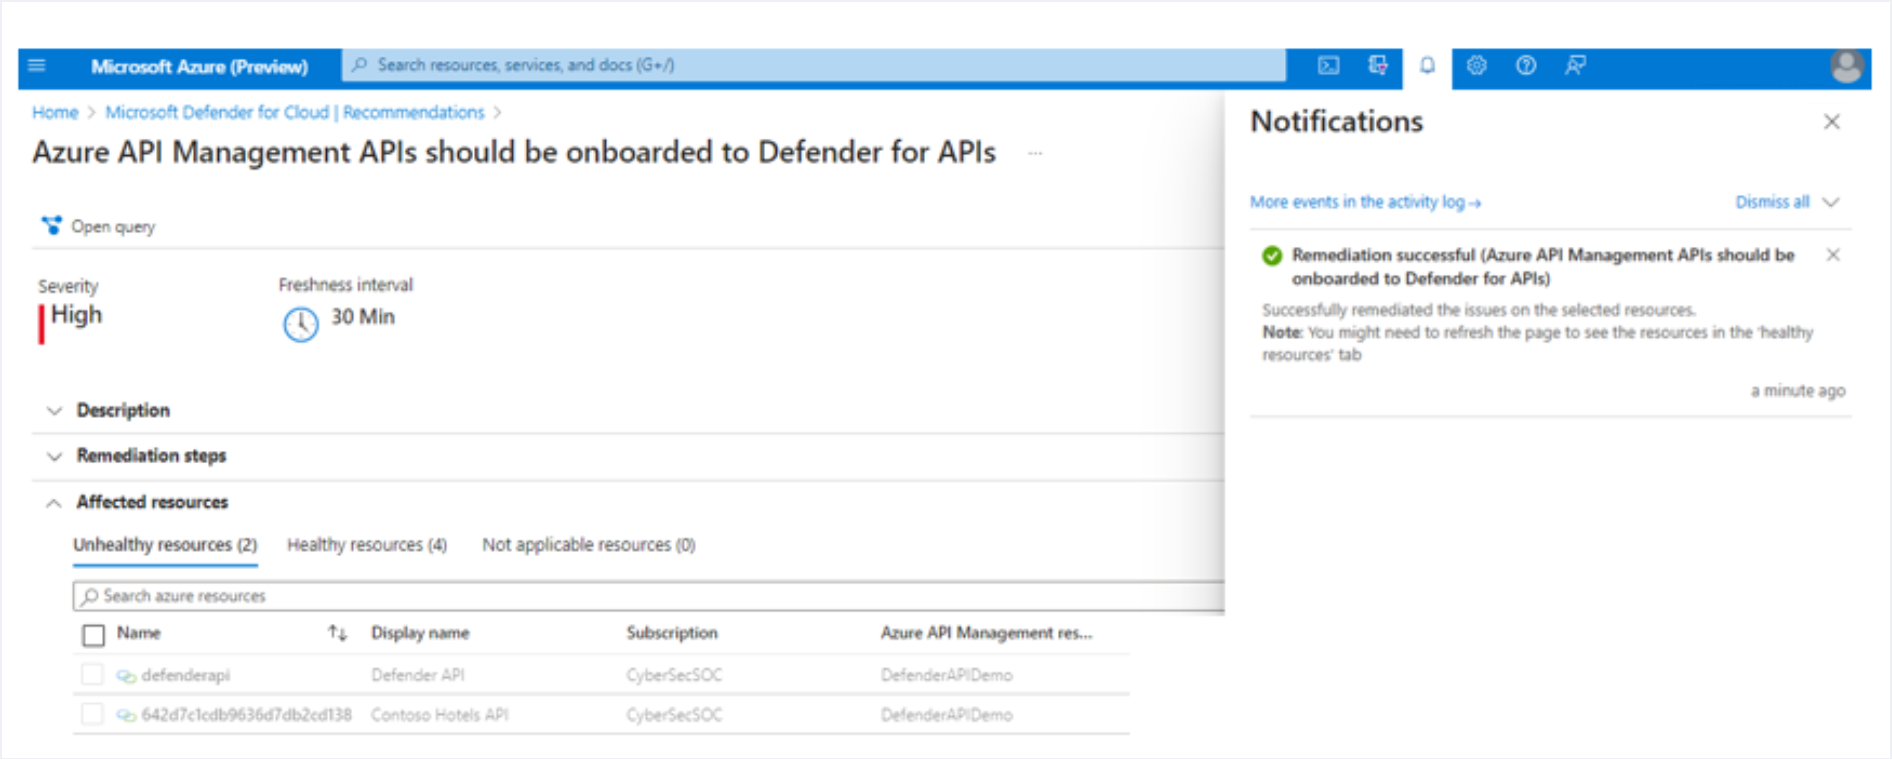 Microsoft Azure (Preview)
Search resources, services, and docs (G+/)
Home > Microsoft Defender for Cloud | Recommendations >
Azure API Management APIs should be onboarded to Defender for APIs ...
Open query
Severity
High
Freshness interval
30 Min
Description
Remediation steps
Affected resources
Unhealthy resources (2) Healthy resources (4) Not applicable resources (0)
Search azure resources
Name Display name Subscription Azure API Management res...
defenderapi Defender API CyberSecSOC DefenderAPIDemo
642d7c1cdb9636d7db2cd138 Contoso Hotels API CyberSecSOC DefenderAPIDemo
Notifications
More events in the activity log → Dismiss all
Remediation successful (Azure API Management APIs should be
onboarded to Defender for APIs)
Successfully remediated the issues on the selected resources.
Note: You might need to refresh the page to see the resources in the 'healthy
resources' tab
a minute ago